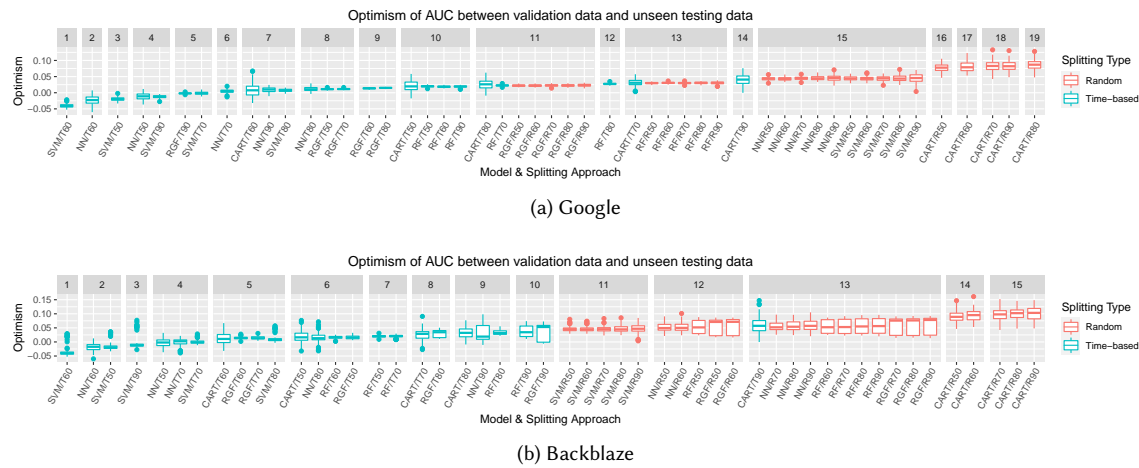 Optimism of AUC between validation data and unseen testing data
1 2 3 4 5 6 7 8 9 10 11 12 13 14 15 16 17 18 19
Optimism
0.10
0.05
0.00
−0.05
SVM/T60 NN/T60 SVM/T50 NN/T50 SVM/T90 RGF/T50 SVM/T70 NN/T70 CART/T60 NN/T90 SVM/T80 NN/T80 RGF/T60 RGF/T70 RGF/T90 RGF/T80 CART/T50 RF/T50 RF/T60 RF/T90 CART/T80 RF/T70 RGF/R50 RGF/R60 RGF/R70 RGF/R80 RGF/R90 RF/T80 CART/T70 RF/R50 RF/R60 RF/R70 RF/R80 RF/R90 CART/T90 NN/R50 NN/R60 NN/R70 NN/R80 NN/R90 SVM/R50 SVM/R60 SVM/R70 SVM/R80 SVM/R90 CART/R50 CART/R60 CART/R70 CART/R90 CART/R80
Model & Splitting Approach
Splitting Type
Random
Time−based
(a) Google
Optimism of AUC between validation data and unseen testing data
1 2 3 4 5 6 7 8 9 10 11 12 13 14 15
Optimism
0.15
0.10
0.05
0.00
−0.05
SVM/T60 NN/T60 SVM/T50 SVM/T90 NN/T50 NN/T70 SVM/T70 CART/T50 RGF/T60 RGF/T70 SVM/T80 CART/T60 NN/T80 RF/T60 RGF/T50 RF/T50 RF/T70 CART/T70 RGF/T80 CART/T80 NN/T90 RF/T80 RF/T90 RGF/T90 SVM/R50 SVM/R60 SVM/R70 SVM/R80 SVM/R90 NN/R50 NN/R60 RF/R50 RGF/R50 RGF/R60 CART/T90 NN/R70 NN/R80 NN/R90 RF/R60 RF/R70 RF/R80 RF/R90 RGF/R70 RGF/R80 RGF/R90 CART/R50 CART/R60 CART/R70 CART/R80 CART/R90
Model & Splitting Approach
Splitting Type
Random
Time−based
(b) Backblaze